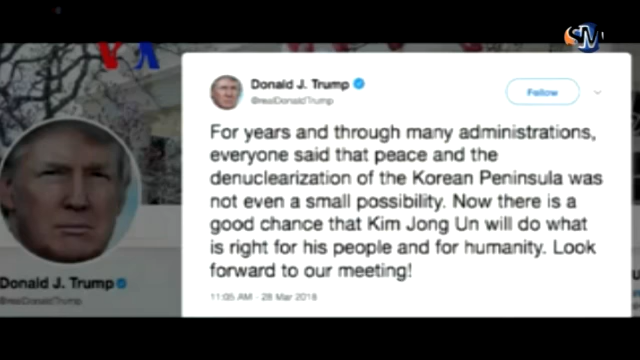 VOA
Donald J. Trump
@realDonaldTrump
Follow
For years and through many administrations,
everyone said that peace and the
denuclearization of the Korean Peninsula was
not even a small possibility. Now there is a
good chance that Kim Jong Un will do what
is right for his people and for humanity. Look
forward to our meeting!
11:05 AM - 28 Mar 2018
Donald J. Trump
@realDonaldTrump